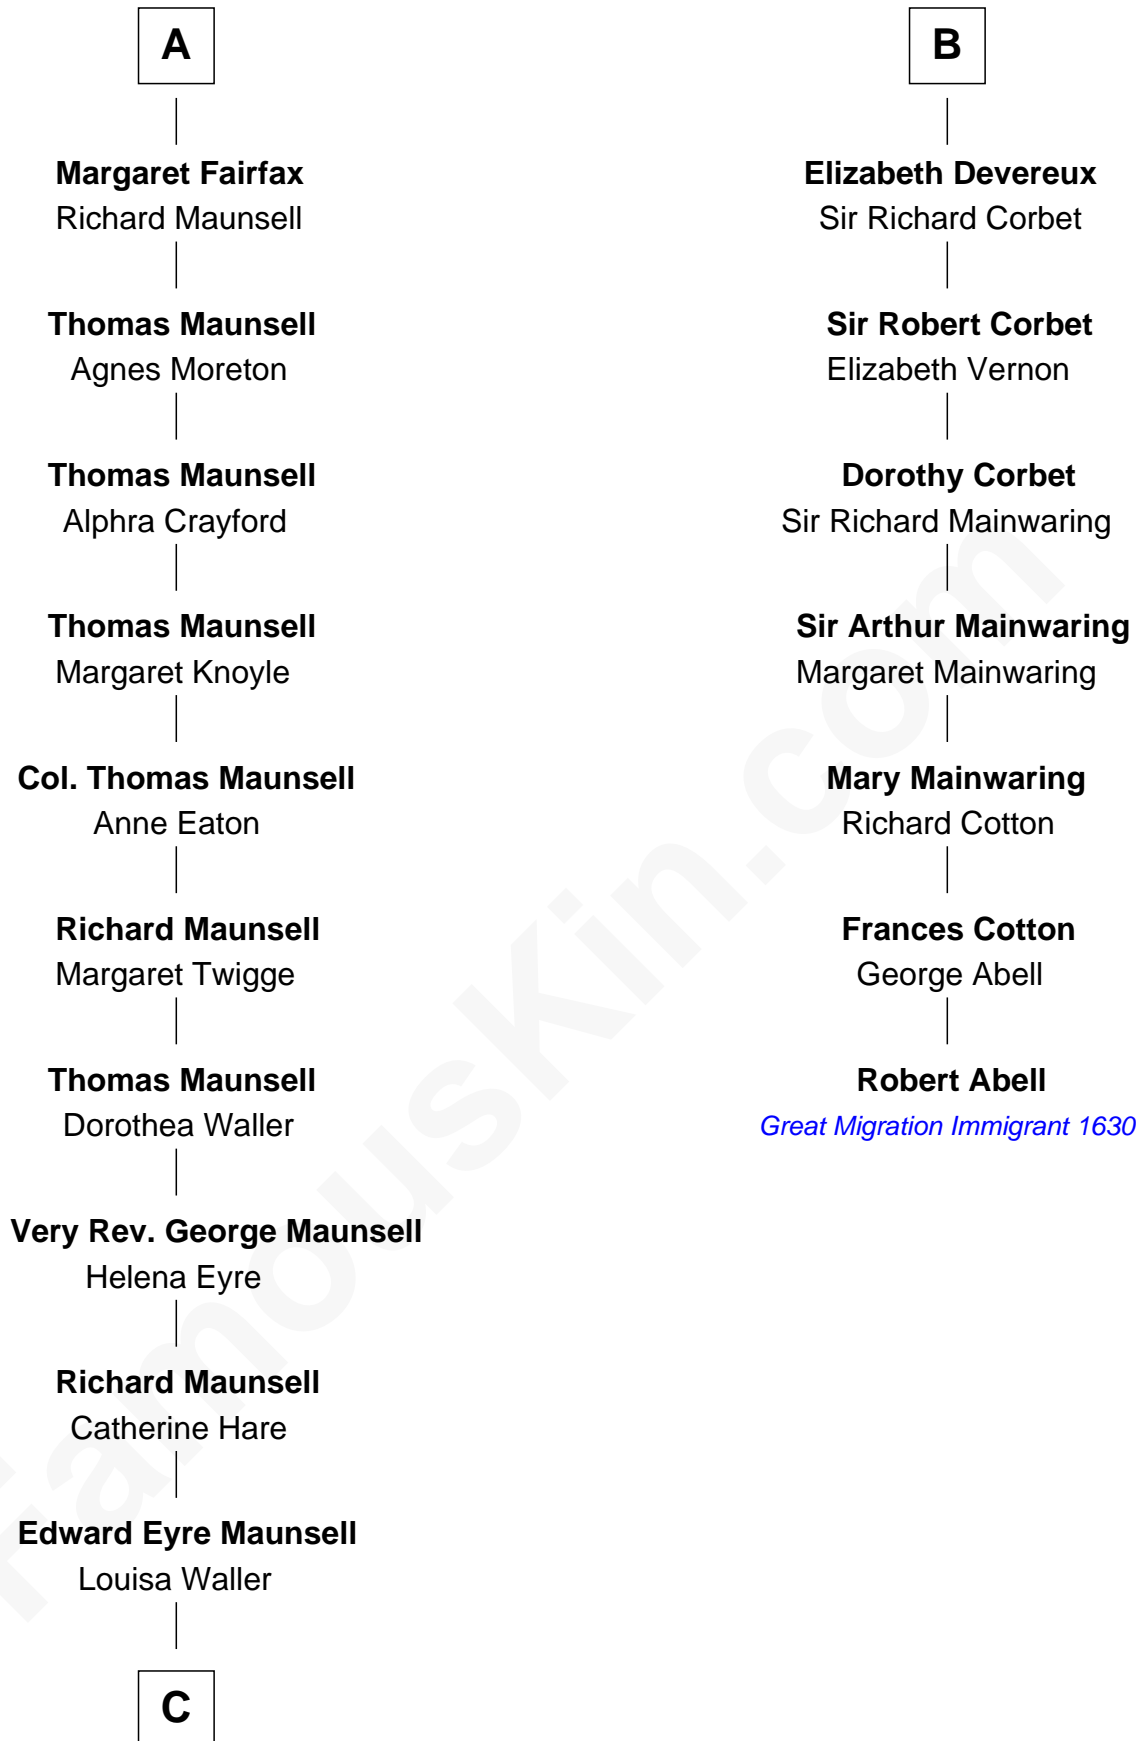 A
Margaret Fairfax
Richard Maunsell
Thomas Maunsell
Agnes Moreton
Thomas Maunsell
Alphra Crayford
Thomas Maunsell
Margaret Knoyle
Col. Thomas Maunsell
Anne Eaton
Richard Maunsell
Margaret Twigge
Thomas Maunsell
Dorothea Waller
Very Rev. George Maunsell
Helena Eyre
Richard Maunsell
Catherine Hare
Edward Eyre Maunsell
Louisa Waller
C
B
Elizabeth Devereux
Sir Richard Corbet
Sir Robert Corbet
Elizabeth Vernon
Dorothy Corbet
Sir Richard Mainwaring
Sir Arthur Mainwaring
Margaret Mainwaring
Mary Mainwaring
Richard Cotton
Frances Cotton
George Abell
Robert Abell
Great Migration Immigrant 1630
FamousKin.com